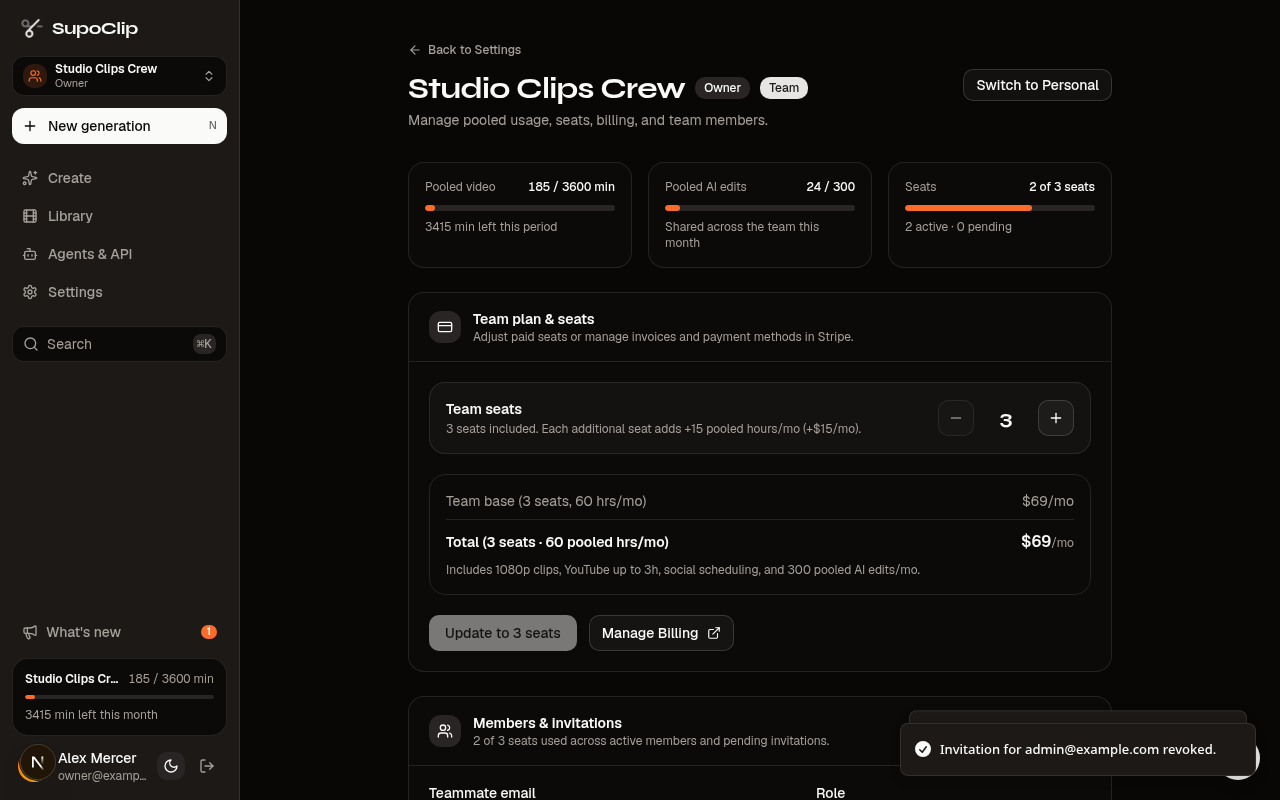 SupoClip
Studio Clips Crew
Owner
New generation N
Create
Library
Agents & API
Settings
Search ⌘K
What's new 1
Studio Clips Cr... 185 / 3600 min
3415 min left this month
N
Alex Mercer
owner@examp...
Back to Settings
Studio Clips Crew Owner Team
Switch to Personal
Manage pooled usage, seats, billing, and team members.
Pooled video 185 / 3600 min
3415 min left this period
Pooled AI edits 24 / 300
Shared across the team this
month
Seats 2 of 3 seats
2 active · 0 pending
Team plan & seats
Adjust paid seats or manage invoices and payment methods in Stripe.
Team seats
3 seats included. Each additional seat adds +15 pooled hours/mo (+$15/mo).
3
Team base (3 seats, 60 hrs/mo) $69/mo
Total (3 seats · 60 pooled hrs/mo) $69/mo
Includes 1080p clips, YouTube up to 3h, social scheduling, and 300 pooled AI edits/mo.
Update to 3 seats
Manage Billing
Members & invitations
2 of 3 seats used across active members and pending invitations.
Teammate email Role
Invitation for admin@example.com revoked.